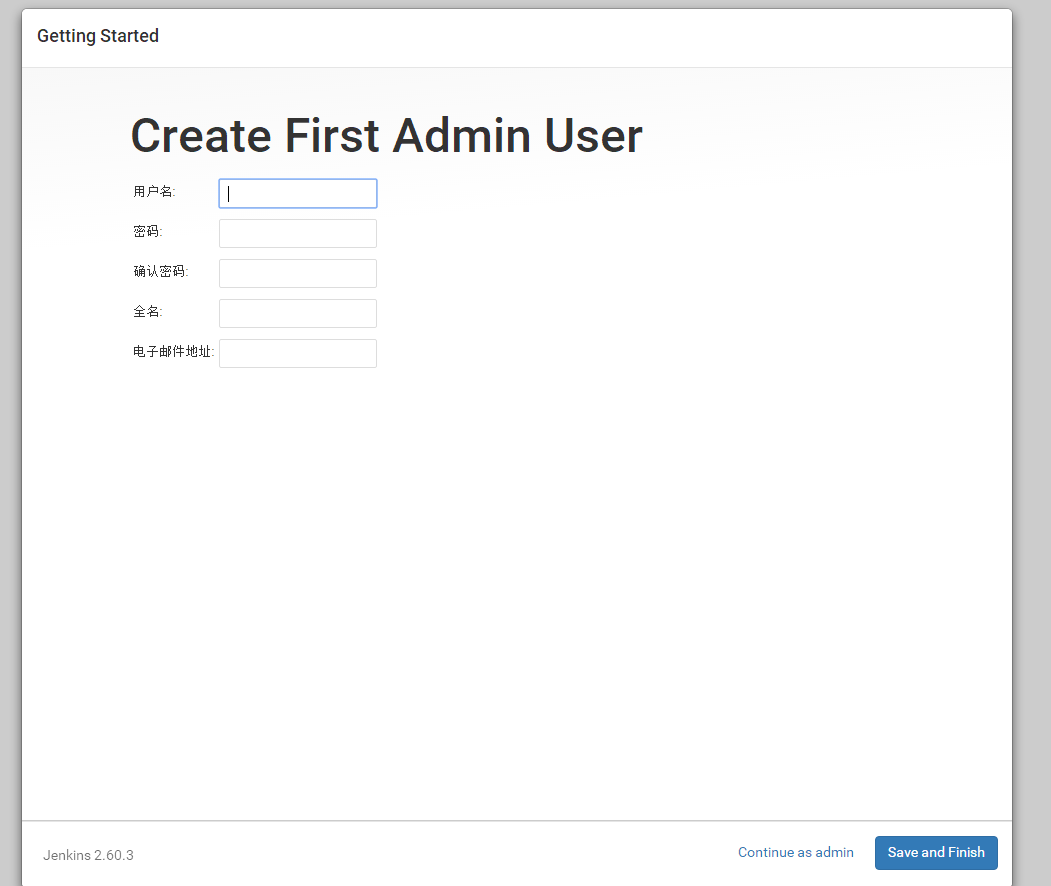 Getting Started
Create First Admin User
用户名:
密码:
确认密码:
全名:
电子邮件地址:
Jenkins 2.60.3
Continue as admin
Save and Finish